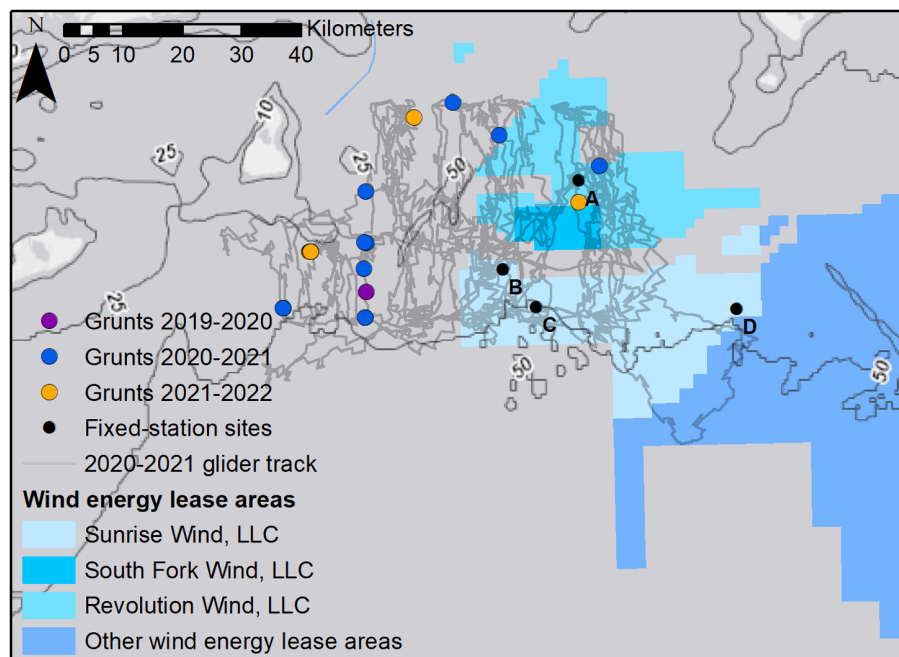 N
Kilometers
0 5 10 20 30 40
10
25
25
50
A
B
C
D
25
50
50
Grunts 2019-2020
Grunts 2020-2021
Grunts 2021-2022
Fixed-station sites
2020-2021 glider track
Wind energy lease areas
Sunrise Wind, LLC
South Fork Wind, LLC
Revolution Wind, LLC
Other wind energy lease areas